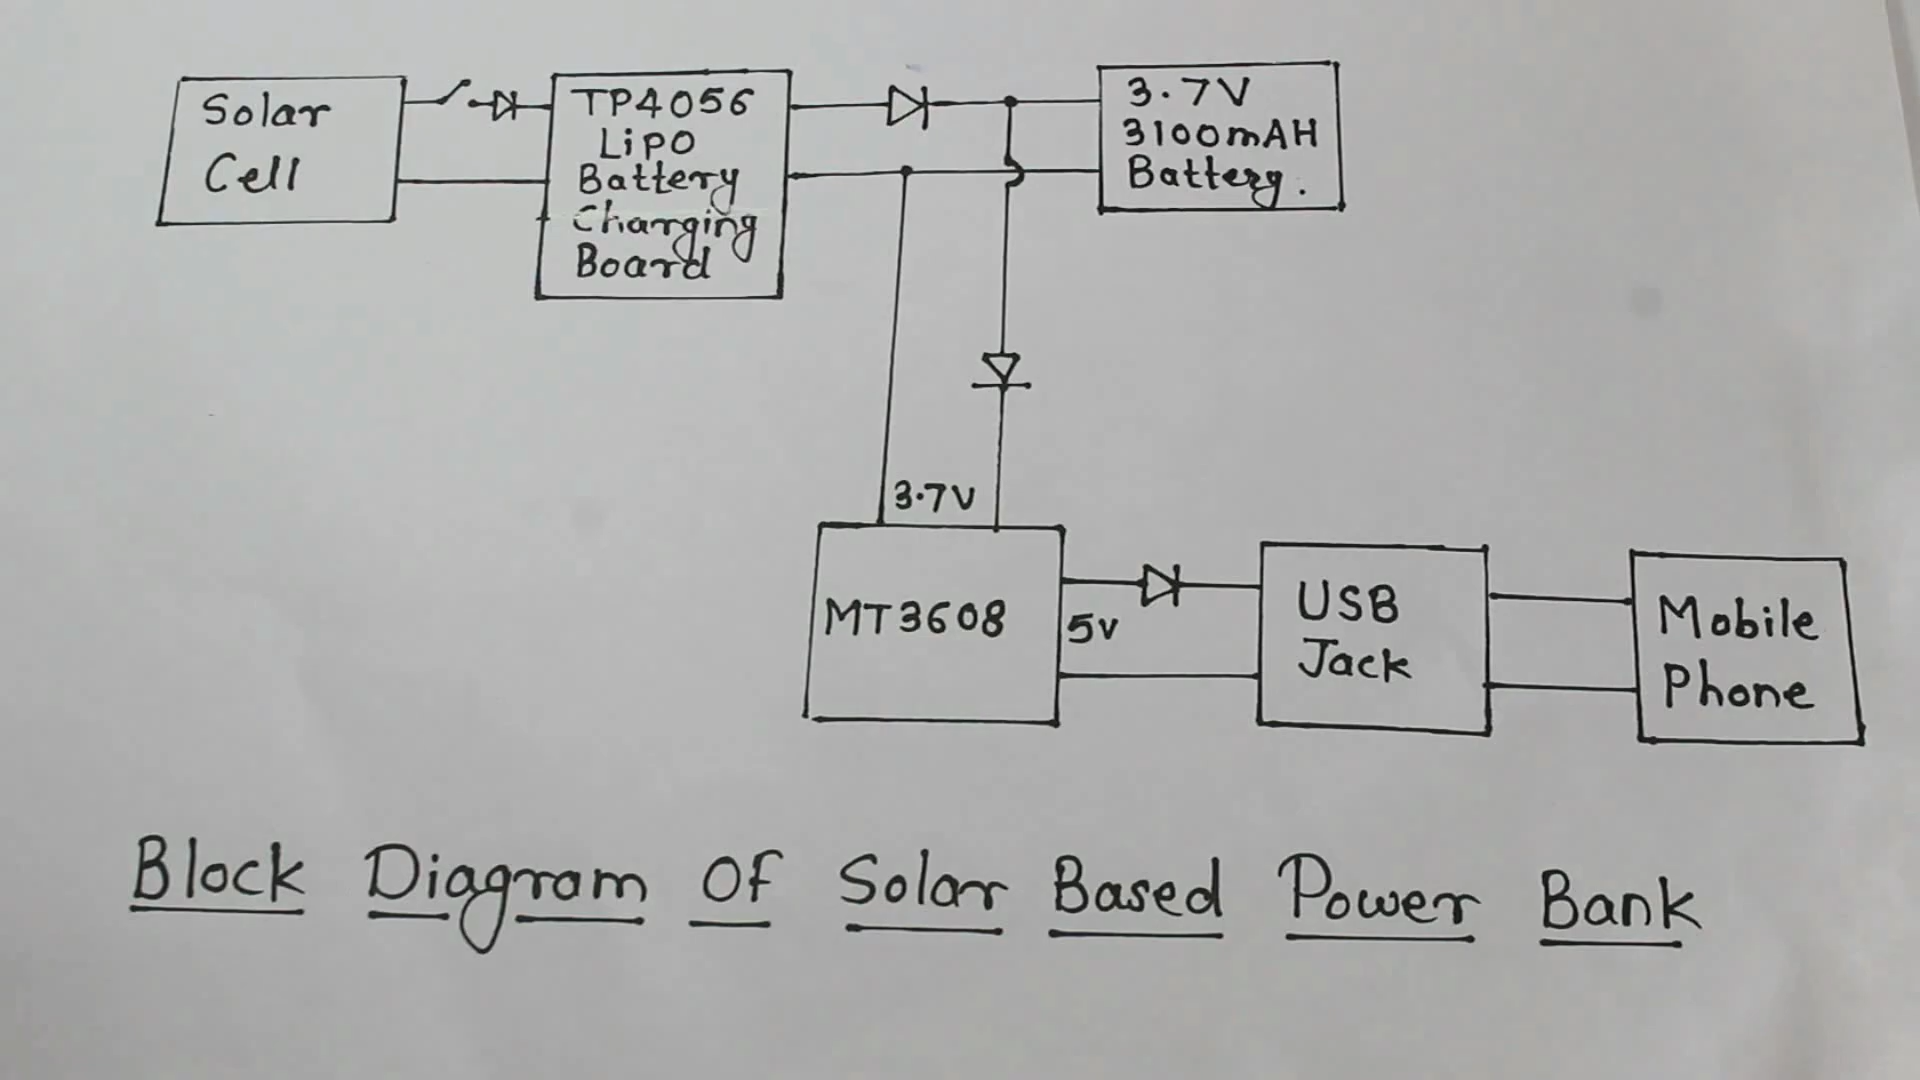 Solar
Cell
TP4056
LiPO
Battery
Charging
Board
3.7V
3100mAH
Battery.
3.7V
MT3608
5V
USB
Jack
Mobile
Phone
Block Diagram Of Solar Based Power Bank